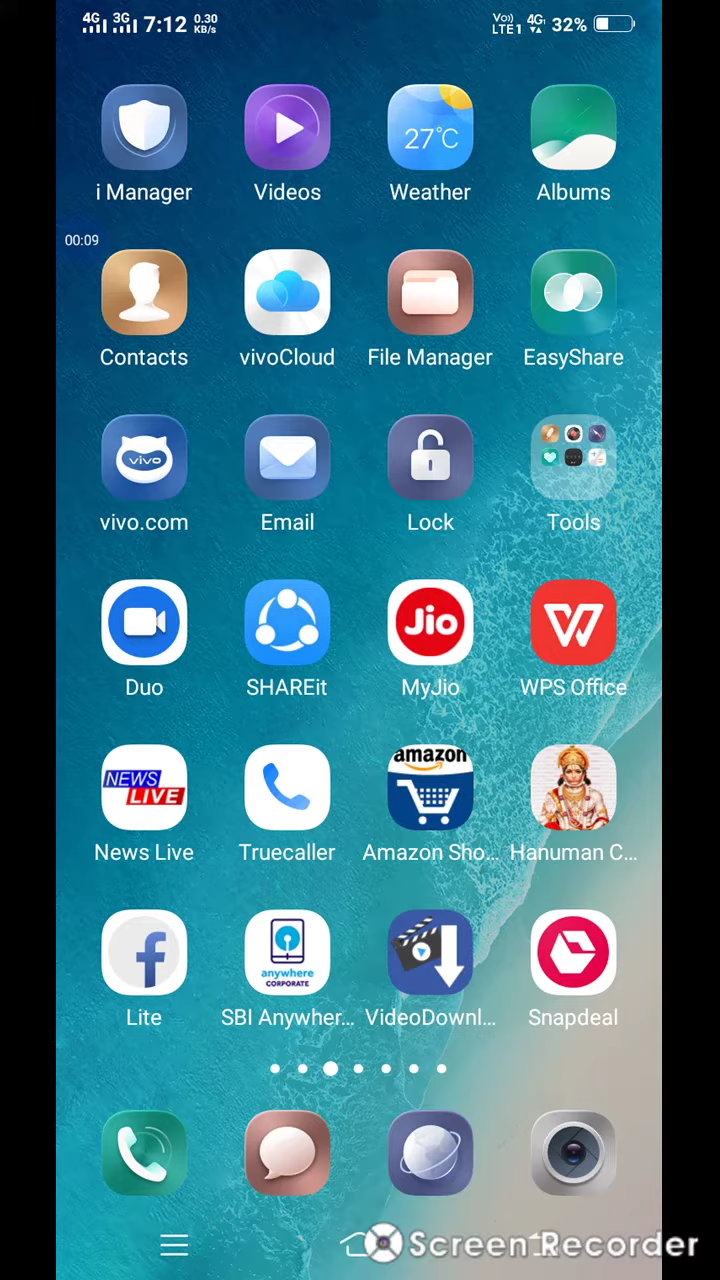 4G 3G 7:12 0.30 KB/s Vo)) LTE1 4G 32%
27°C
i Manager Videos Weather Albums
00:09
Contacts vivoCloud File Manager EasyShare
vivo
vivo.com Email Lock Tools
Jio
Duo SHAREit MyJio WPS Office
NEWS LIVE
amazon
News Live Truecaller Amazon Sho... Hanuman C...
anywhere
CORPORATE
Lite SBI Anywher... VideoDownl... Snapdeal
Screen Recorder